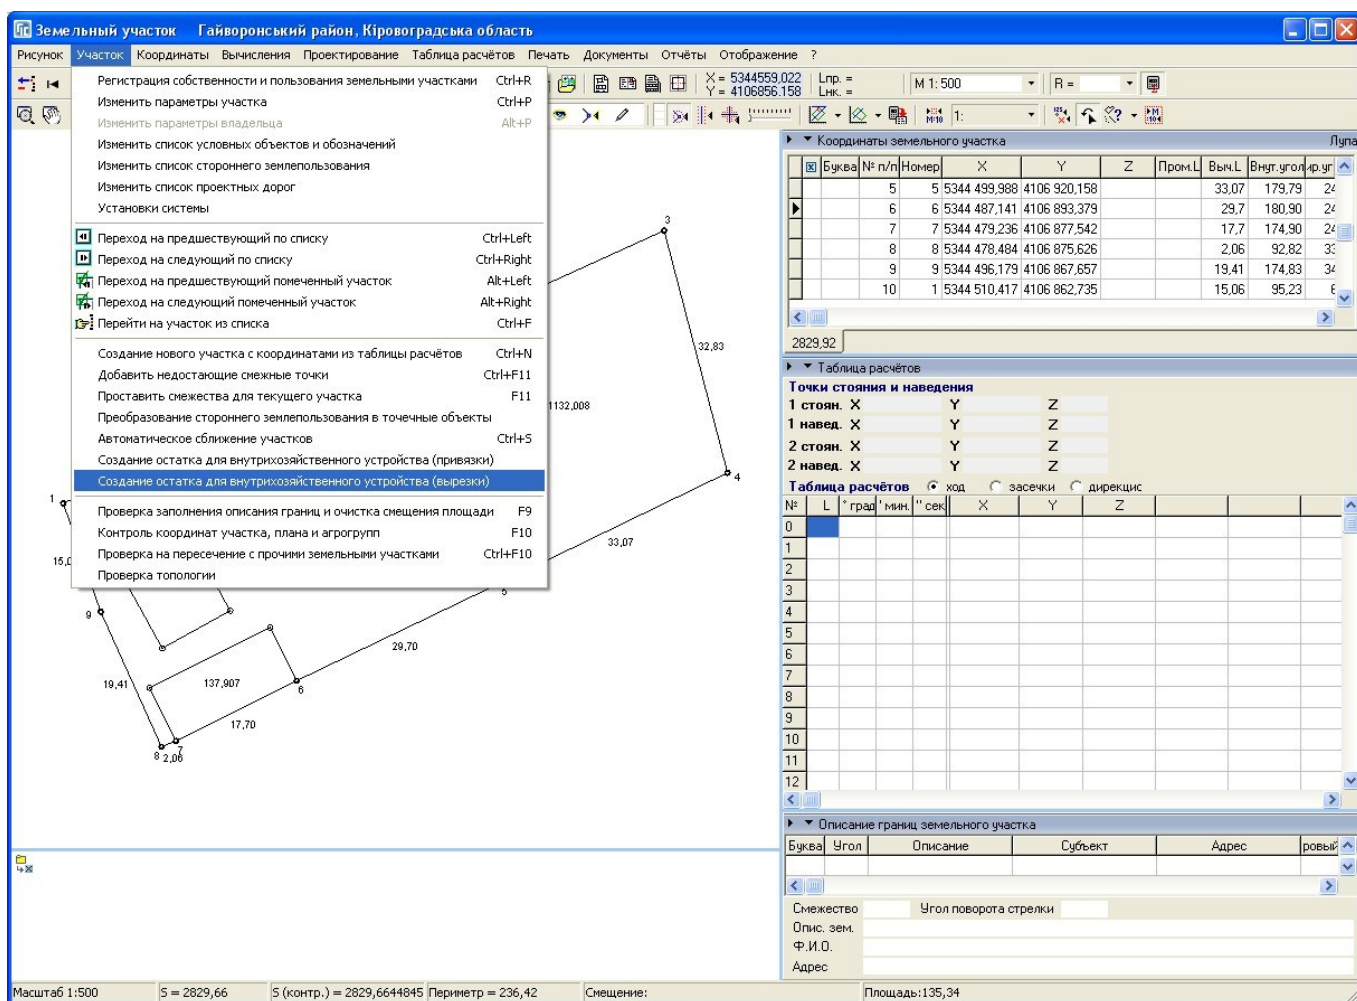 Земельный участок Гайворонський район, Кіровоградська область
Рисунок Участок Координаты Вычисления Проектирование Таблица расчётов Печать Документы Отчёты Отображение ?
X = 5344559,022 Lпр. =
Y = 4106856.158 Lнк. =
М 1: 500
R =
1:
Регистрация собственности и пользования земельными участками Ctrl+R
Изменить параметры участка Ctrl+P
Изменить параметры владельца Alt+P
Изменить список условных объектов и обозначений
Изменить список стороннего землепользования
Изменить список проектных дорог
Установки системы
Переход на предшествующий по списку Ctrl+Left
Переход на следующий по списку Ctrl+Right
Переход на предшествующий помеченный участок Alt+Left
Переход на следующий помеченный участок Alt+Right
Перейти на участок из списка Ctrl+F
Создание нового участка с координатами из таблицы расчётов Ctrl+N
Добавить недостающие смежные точки Ctrl+F11
Проставить смежества для текущего участка F11
Преобразование стороннего землепользования в точечные объекты
Автоматическое сближение участков Ctrl+S
Создание остатка для внутрихозяйственного устройства (привязки)
Создание остатка для внутрихозяйственного устройства (вырезки)
Проверка заполнения описания границ и очистка смещения площади F9
Контроль координат участка, плана и агрогрупп F10
Проверка на пересечение с прочими земельными участками Ctrl+F10
Проверка топологии
3
32,83
1132,008
4
33,07
5
1
15,0
9
29,70
19,41
137,907
6
17,70
7
8 2,06
Координаты земельного участка Лупа
Буква № п/п Номер X Y Z Пром.L Выч.L Внут.угол ир.уг
5 5 5344 499,988 4106 920,158 33,07 179,79 24
6 6 5344 487,141 4106 893,379 29,7 180,90 24
7 7 5344 479,236 4106 877,542 17,7 174,90 24
8 8 5344 478,484 4106 875,626 2,06 92,82 33
9 9 5344 496,179 4106 867,657 19,41 174,83 34
10 1 5344 510,417 4106 862,735 15,06 95,23 6
2829,92
Таблица расчётов
Точки стояния и наведения
1 стоян. X Y Z
1 навед. X Y Z
2 стоян. X Y Z
2 навед. X Y Z
Таблица расчётов ход засечки дирекцис
№ L ° град ' мин. " сек X Y Z
0
1
2
3
4
5
6
7
8
9
10
11
12
Описание границ земельного участка
Буква Угол Описание Субъект Адрес ровый
Смежество Угол поворота стрелки
Опис. зем.
Ф.И.О.
Адрес
Масштаб 1:500 S = 2829,66 S (контр.) = 2829,6644845 Периметр = 236,42 Смещение: Площадь:135,34